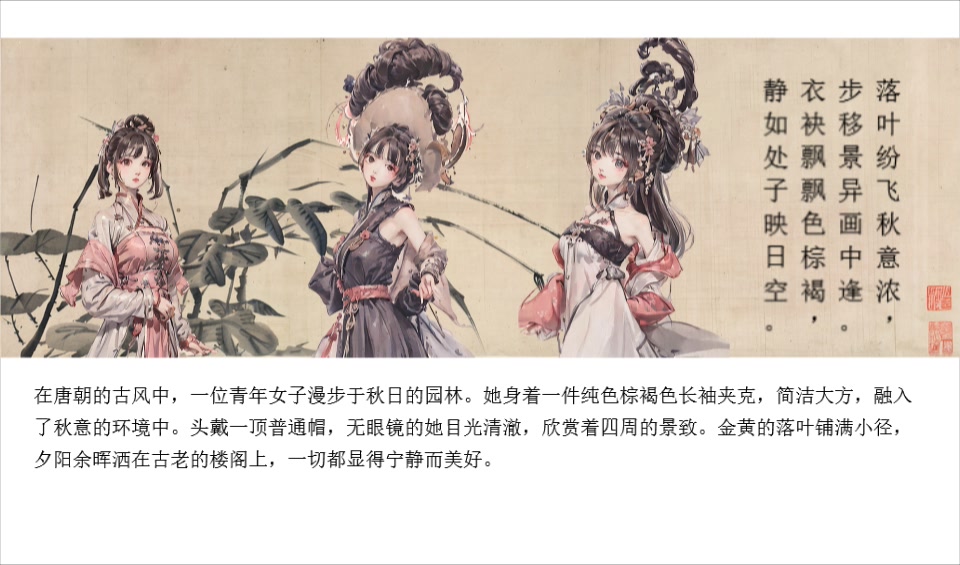 落叶纷飞秋意浓，
步移景异画中逢。
衣袂飘飘色棕褐，
静如处子映日空。
在唐朝的古风中，一位青年女子漫步于秋日的园林。她身着一件纯色棕褐色长袖夹克，简洁大方，融入
了秋意的环境中。头戴一顶普通帽，无眼镜的她目光清澈，欣赏着四周的景致。金黄的落叶铺满小径，
夕阳余晖洒在古老的楼阁上，一切都显得宁静而美好。